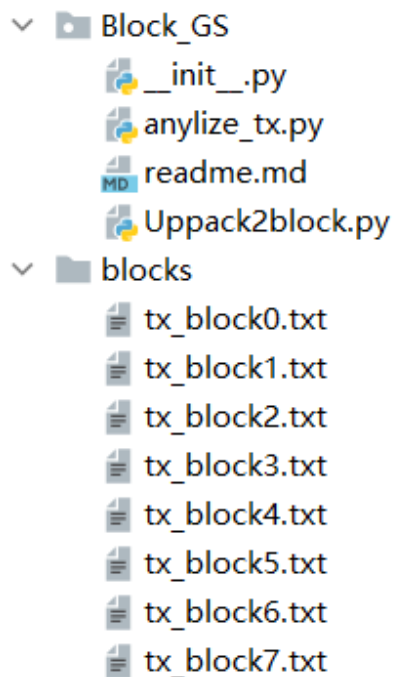 Block_GS
__init__.py
anylize_tx.py
MD readme.md
Uppack2block.py
blocks
tx_block0.txt
tx_block1.txt
tx_block2.txt
tx_block3.txt
tx_block4.txt
tx_block5.txt
tx_block6.txt
tx_block7.txt